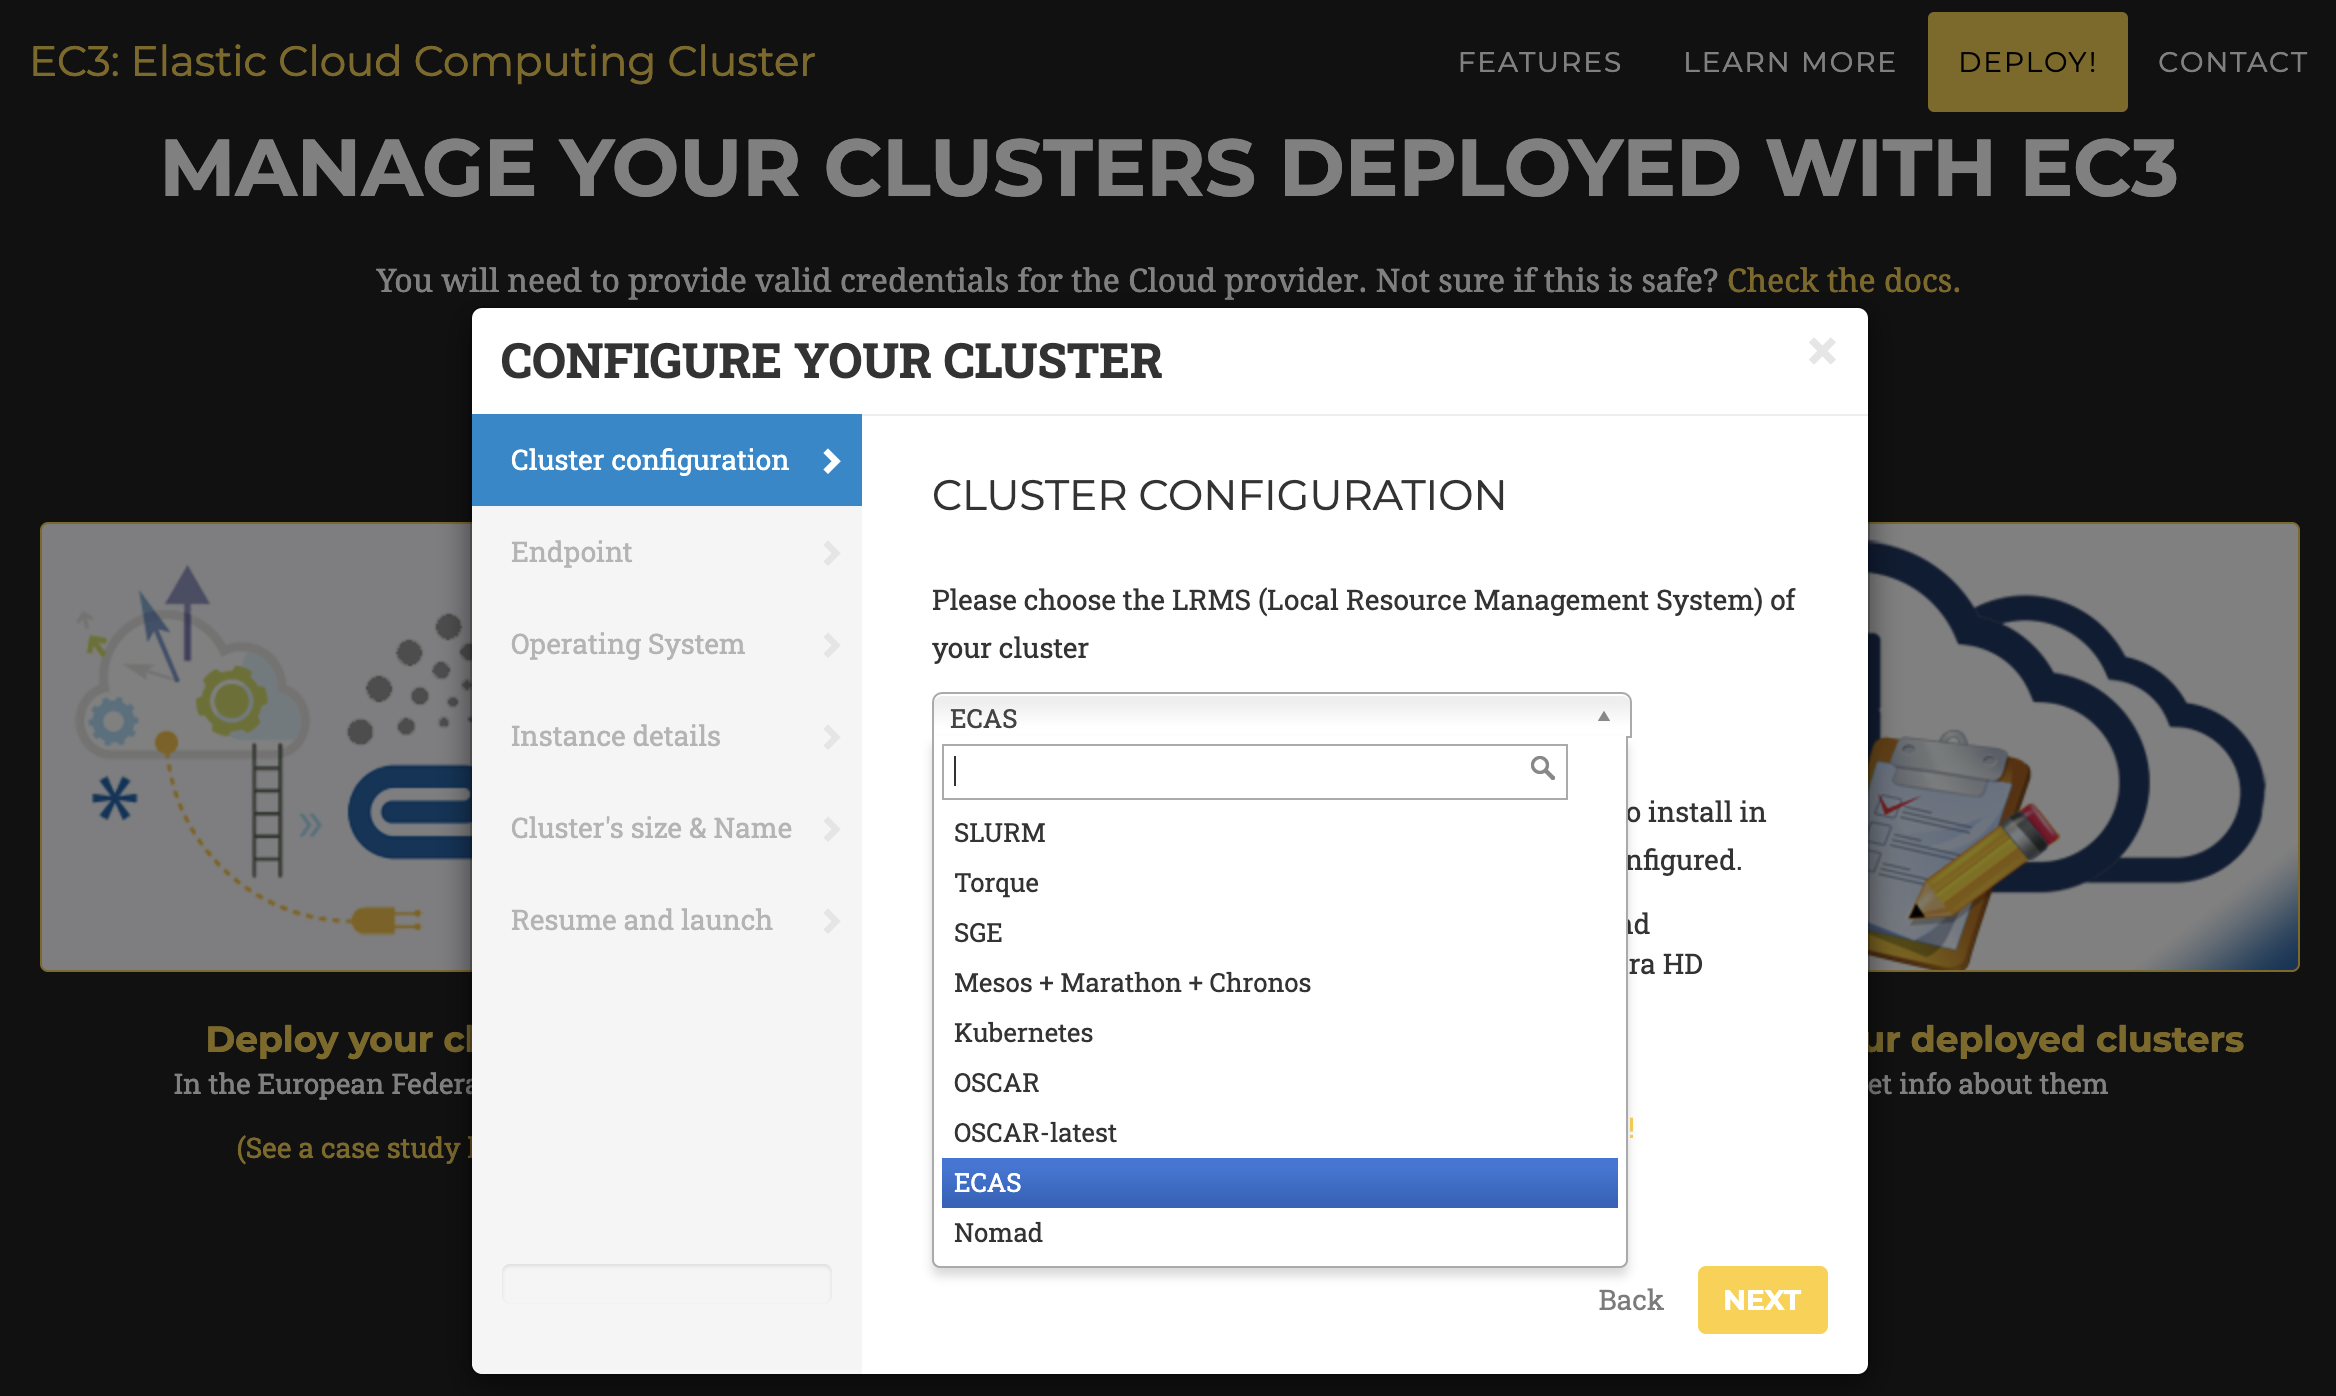 EC3: Elastic Cloud Computing Cluster
FEATURES
LEARN MORE
DEPLOY!
CONTACT
MANAGE YOUR CLUSTERS DEPLOYED WITH EC3
You will need to provide valid credentials for the Cloud provider. Not sure if this is safe? Check the docs.
CONFIGURE YOUR CLUSTER
Cluster configuration
Endpoint
Operating System
Instance details
Cluster's size & Name
Resume and launch
CLUSTER CONFIGURATION
Please choose the LRMS (Local Resource Management System) of
your cluster
ECAS
SLURM
Torque
SGE
Mesos + Marathon + Chronos
Kubernetes
OSCAR
OSCAR-latest
ECAS
Nomad
o install in
nfigured.
ra HD
!
Back
NEXT
Deploy your cl
In the European Federa
(See a case study
ur deployed clusters
et info about them